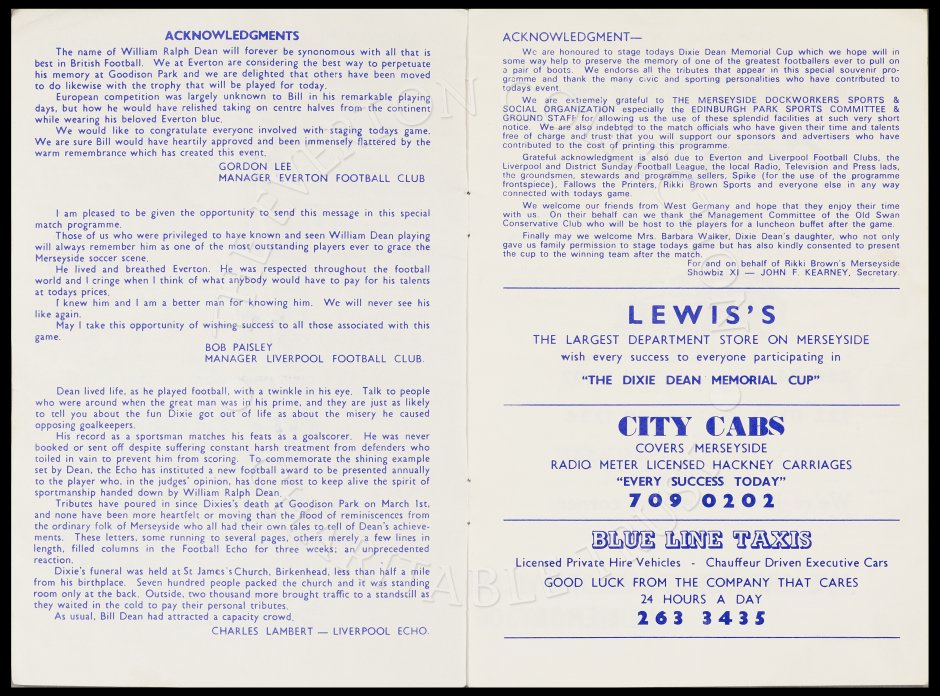 ACKNOWLEDGMENTS
The name of William Ralph Dean will forever be synonomous with all that is
best in British Football. We at Everton are considering the best way to perpetuate
his memory at Goodison Park and we are delighted that others have been moved
to do likewise with the trophy that will be played for today.
European competition was largely unknown to Bill in his remarkable playing
days, but how he would have relished taking on centre halves from the continent
while wearing his beloved Everton blue.
We would like to congratulate everyone involved with staging todays game.
We are sure Bill would have heartily approved and been immensely flattered by the
warm remembrance which has created this event.
GORDON LEE
MANAGER EVERTON FOOTBALL CLUB
I am pleased to be given the opportunity to send this message in this special
match programme.
Those of us who were privileged to have known and seen William Dean playing
will always remember him as one of the most outstanding players ever to grace the
Merseyside soccer scene.
He lived and breathed Everton. He was respected throughout the football
world and I cringe when I think of what anybody would have to pay for his talents
at todays prices.
I knew him and I am a better man for knowing him. We will never see his
like again.
May I take this opportunity of wishing success to all those associated with this
game.
BOB PAISLEY
MANAGER LIVERPOOL FOOTBALL CLUB.
Dean lived life, as he played football, with a twinkle in his eye. Talk to people
who were around when the great man was in his prime, and they are just as likely
to tell you about the fun Dixie got out of life as about the misery he caused
opposing goalkeepers.
His record as a sportsman matches his feats as a goalscorer. He was never
booked or sent off despite suffering constant harsh treatment from defenders who
toiled in vain to prevent him from scoring. To commemorate the shining example
set by Dean, the Echo has instituted a new football award to be presented annually
to the player who, in the judges' opinion, has done most to keep alive the spirit of
sportmanship handed down by William Ralph Dean.
Tributes have poured in since Dixies's death at Goodison Park on March 1st,
and none have been more heartfelt or moving than the flood of reminiscences from
the ordinary folk of Merseyside who all had their own tales to tell of Dean's achieve-
ments. These letters, some running to several pages, others merely a few lines in
length, filled columns in the Football Echo for three weeks; an unprecedented
reaction.
Dixie's funeral was held at St James's Church, Birkenhead, less than half a mile
from his birthplace. Seven hundred people packed the church and it was standing
room only at the back. Outside, two thousand more brought traffic to a standstill as
they waited in the cold to pay their personal tributes.
As usual, Bill Dean had attracted a capacity crowd.
CHARLES LAMBERT — LIVERPOOL ECHO.
ACKNOWLEDGMENT—
We are honoured to stage todays Dixie Dean Memorial Cup which we hope will in
some way help to preserve the memory of one of the greatest footballers ever to pull on
a pair of boots. We endorse all the tributes that appear in this special souvenir pro-
gramme and thank the many civic and sporting personalities who have contributed to
todays event.
We are extremely grateful to THE MERSEYSIDE DOCKWORKERS SPORTS &
SOCIAL ORGANIZATION especially the EDINBURGH PARK SPORTS COMMITTEE &
GROUND STAFF for allowing us the use of these splendid facilities at such very short
notice. We are also indebted to the match officials who have given their time and talents
free of charge and trust that you will support our sponsors and advertisers who have
contributed to the cost of printing this programme.
Grateful acknowledgment is also due to Everton and Liverpool Football Clubs, the
Liverpool and District Sunday Football League, the local Radio, Television and Press lads,
the groundsmen, stewards and programme sellers, Spike (for the use of the programme
frontspiece), Fallows the Printers, Rikki Brown Sports and everyone else in any way
connected with todays game.
We welcome our friends from West Germany and hope that they enjoy their time
with us. On their behalf can we thank the Management Committee of the Old Swan
Conservative Club who will be host to the players for a luncheon buffet after the game.
Finally may we welcome Mrs. Barbara Walker, Dixie Dean's daughter, who not only
gave us family permission to stage todays game but has also kindly consented to present
the cup to the winning team after the match.
For and on behalf of Rikki Brown's Merseyside
Showbiz XI — JOHN F. KEARNEY, Secretary.
LEWIS'S
THE LARGEST DEPARTMENT STORE ON MERSEYSIDE
wish every success to everyone participating in
"THE DIXIE DEAN MEMORIAL CUP"
CITY CABS
COVERS MERSEYSIDE
RADIO METER LICENSED HACKNEY CARRIAGES
"EVERY SUCCESS TODAY"
709 0202
BLUE LINE TAXIS
Licensed Private Hire Vehicles - Chauffeur Driven Executive Cars
GOOD LUCK FROM THE COMPANY THAT CARES
24 HOURS A DAY
263 3435